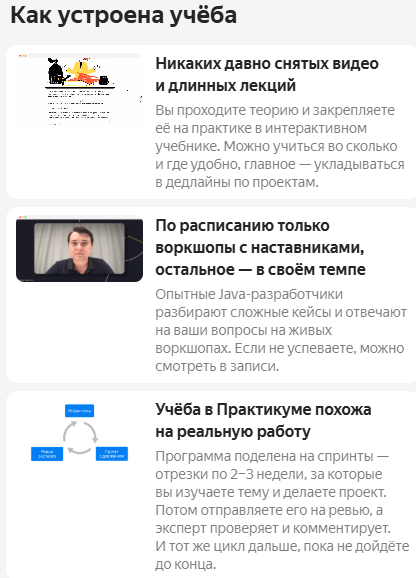 Как устроена учёба
Никаких давно снятых видео
и длинных лекций
Вы проходите теорию и закрепляете
её на практике в интерактивном
учебнике. Можно учиться во сколько
и где удобно, главное — укладываться
в дедлайны по проектам.
По расписанию только
воркшопы с наставниками,
остальное — в своём темпе
Опытные Java-разработчики
разбирают сложные кейсы и отвечают
на ваши вопросы на живых
воркшопах. Если не успеваете, можно
смотреть в записи.
Учёба в Практикуме похожа
на реальную работу
Программа поделена на спринты —
отрезки по 2–3 недели, за которые
вы изучаете тему и делаете проект.
Потом отправляете его на ревью, а
эксперт проверяет и комментирует.
И тот же цикл дальше, пока не дойдёте
до конца.